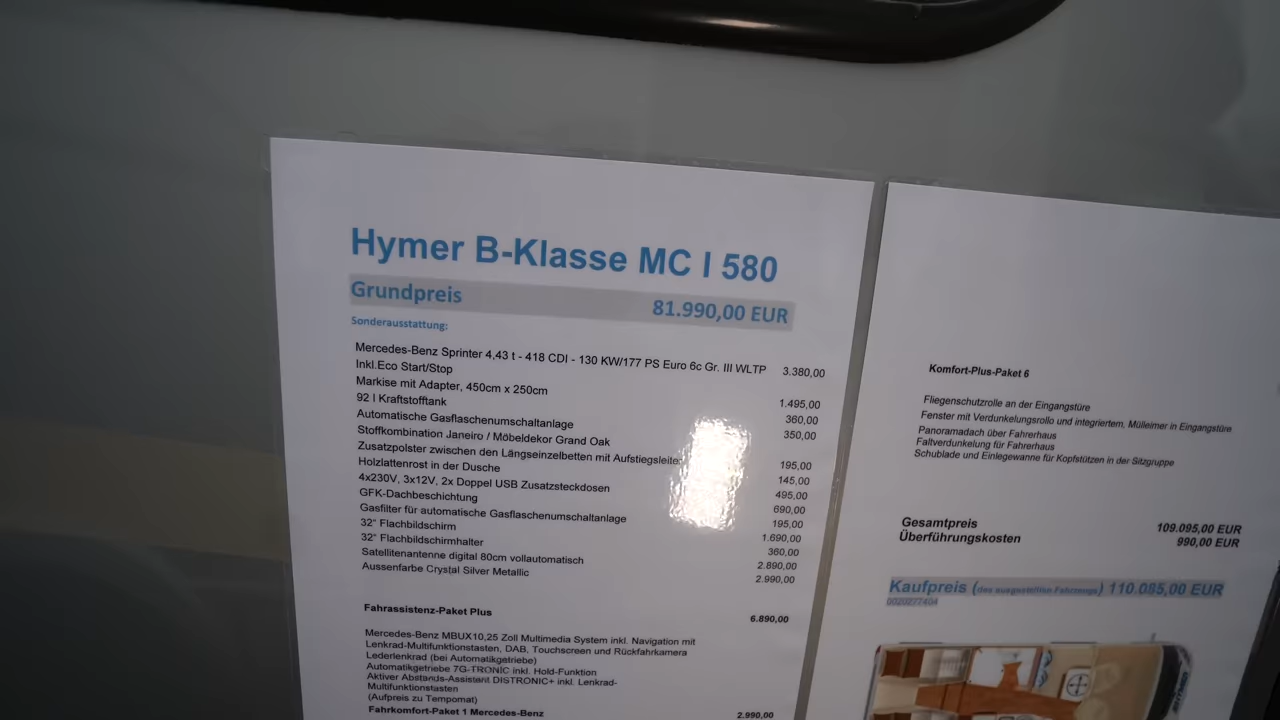 Hymer B-Klasse MC I 580
Grundpreis 81.990,00 EUR
Sonderausstattung:
Mercedes-Benz Sprinter 4,43 t - 418 CDI - 130 KW/177 PS Euro 6c Gr. III WLTP 3.380,00
Inkl.Eco Start/Stop
Markise mit Adapter, 450cm x 250cm 1.495,00
92 l Kraftstofftank 360,00
Automatische Gasflaschenumschaltanlage 350,00
Stoffkombination Janeiro / Möbeldekor Grand Oak
Zusatzpolster zwischen den Längseinzelbetten mit Aufstiegsleiter 195,00
Holzlattenrost in der Dusche 145,00
4x230V, 3x12V, 2x Doppel USB Zusatzsteckdosen 495,00
GFK-Dachbeschichtung 690,00
Gasfilter für automatische Gasflaschenumschaltanlage 195,00
32" Flachbildschirm 1.690,00
32" Flachbildschirmhalter 360,00
Satellitenantenne digital 80cm vollautomatisch 2.890,00
Aussenfarbe Crystal Silver Metallic 2.990,00
Fahrassistenz-Paket Plus 6.890,00
Mercedes-Benz MBUX10,25 Zoll Multimedia System inkl. Navigation mit
Lenkrad-Multifunktionstasten, DAB, Touchscreen und Rückfahrkamera
Lederlenkrad (bei Automatikgetriebe)
Automatikgetriebe 7G-TRONIC inkl. Hold-Funktion
Aktiver Abstands-Assistent DISTRONIC+ inkl. Lenkrad-
Multifunktionstasten
(Aufpreis zu Tempomat)
Fahrkomfort-Paket 1 Mercedes-Benz 2.990,00
Komfort-Plus-Paket 6
Fliegenschutzrolle an der Eingangstüre
Fenster mit Verdunkelungsrollo und integriertem, Mülleimer in Eingangstüre
Panoramadach über Fahrerhaus
Faltverdunkelung für Fahrerhaus
Schublade und Einlegewanne für Kopfstützen in der Sitzgruppe
Gesamtpreis 109.095,00 EUR
Überführungskosten 990,00 EUR
Kaufpreis (des ausgestellten Fahrzeugs) 110.085,00 EUR
0020277404